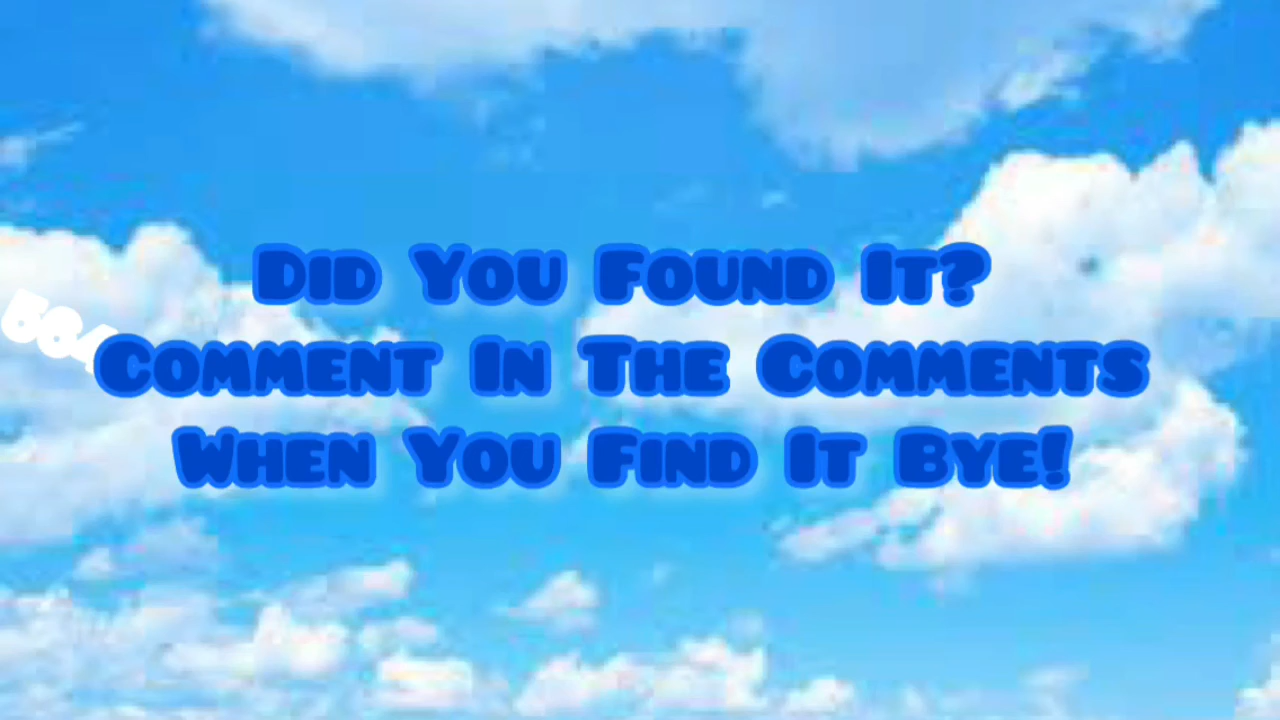 Did You Found It?
Comment In The Comments
When You Find It Bye!